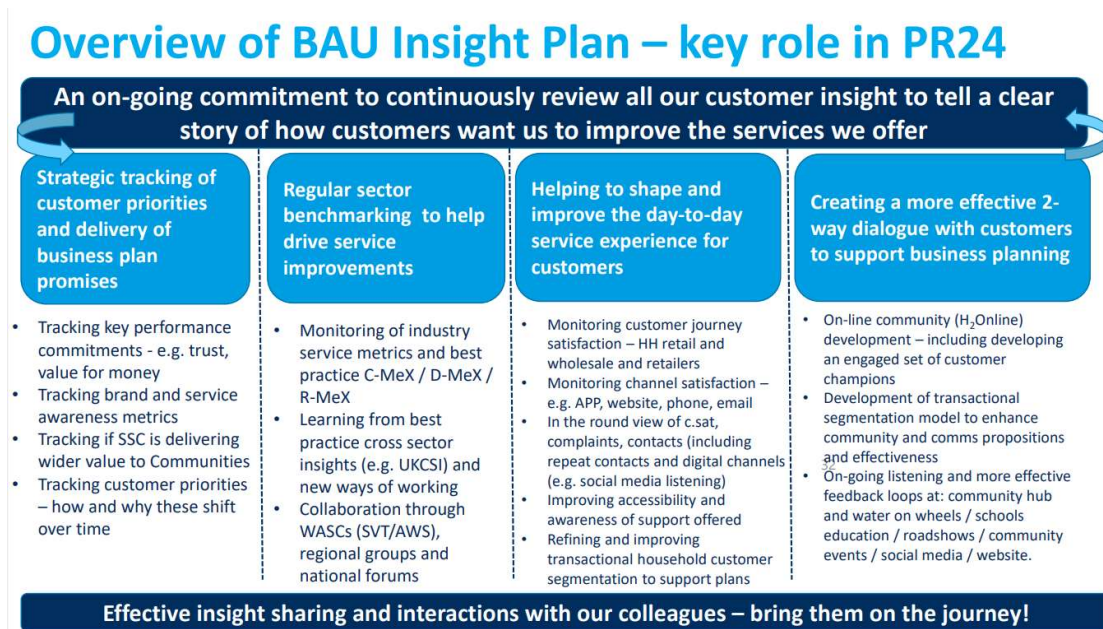 Overview of BAU Insight Plan – key role in PR24
An on-going commitment to continuously review all our customer insight to tell a clear
story of how customers want us to improve the services we offer
Strategic tracking of
customer priorities
and delivery of
business plan
promises
• Tracking key performance
commitments - e.g. trust,
value for money
• Tracking brand and service
awareness metrics
• Tracking if SSC is delivering
wider value to Communities
• Tracking customer priorities
– how and why these shift
over time
Regular sector
benchmarking to help
drive service
improvements
• Monitoring of industry
service metrics and best
practice C-MeX / D-MeX /
R-MeX
• Learning from best
practice cross sector
insights (e.g. UKCSI) and
new ways of working
• Collaboration through
WASCs (SVT/AWS),
regional groups and
national forums
Helping to shape and
improve the day-to-day
service experience for
customers
• Monitoring customer journey
satisfaction – HH retail and
wholesale and retailers
• Monitoring channel satisfaction –
e.g. APP, website, phone, email
• In the round view of c.sat,
complaints, contacts (including
repeat contacts and digital channels
(e.g. social media listening)
• Improving accessibility and
awareness of support offered
• Refining and improving
transactional household customer
segmentation to support plans
Creating a more effective 2-
way dialogue with customers
to support business planning
• On-line community (H₂Online)
development – including developing
an engaged set of customer
champions
• Development of transactional
segmentation model to enhance
community and comms propositions
and effectiveness
32
• On-going listening and more effective
feedback loops at: community hub
and water on wheels / schools
education / roadshows / community
events / social media / website.
Effective insight sharing and interactions with our colleagues – bring them on the journey!